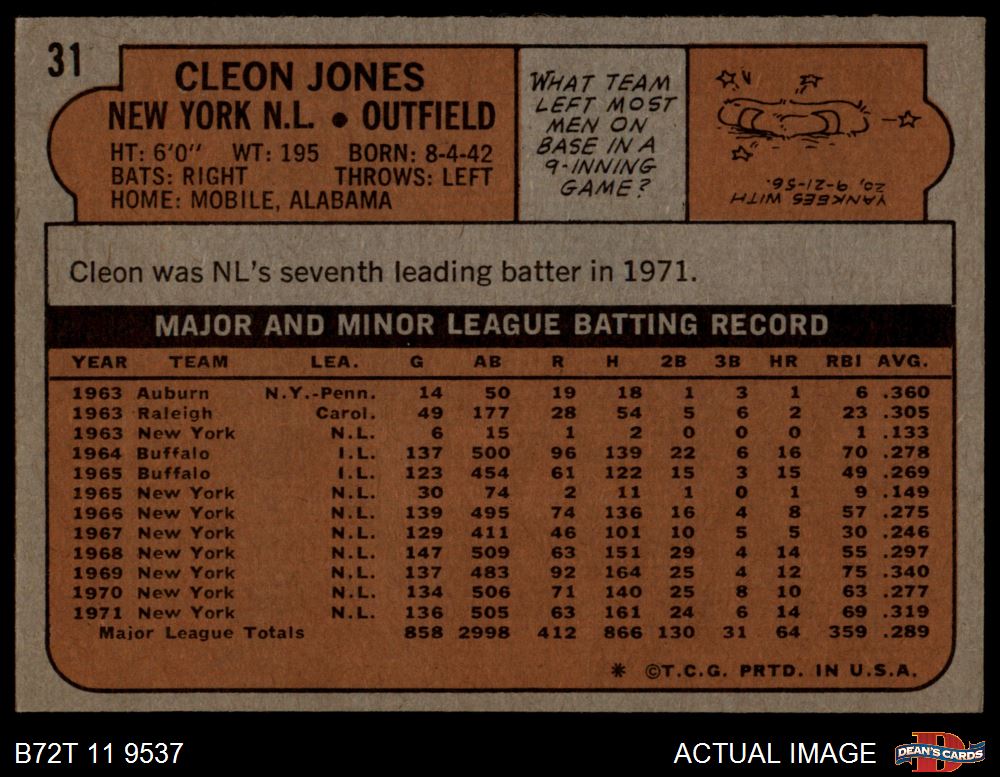 31
CLEON JONES
NEW YORK N.L. • OUTFIELD
HT: 6'0" WT: 195 BORN: 8-4-42
BATS: RIGHT THROWS: LEFT
HOME: MOBILE, ALABAMA
WHAT TEAM
LEFT MOST
MEN ON
BASE IN A
9-INNING
GAME?
YANKEES WITH
20, 9-21-56.
Cleon was NL's seventh leading batter in 1971.
MAJOR AND MINOR LEAGUE BATTING RECORD
YEAR TEAM LEA. G AB R H 2B 3B HR RBI AVG.
1963 Auburn N.Y.-Penn. 14 50 19 18 1 3 1 6 .360
1963 Raleigh Carol. 49 177 28 54 5 6 2 23 .305
1963 New York N.L. 6 15 1 2 0 0 0 1 .133
1964 Buffalo I.L. 137 500 96 139 22 6 16 70 .278
1965 Buffalo I.L. 123 454 61 122 15 3 15 49 .269
1965 New York N.L. 30 74 2 11 1 0 1 9 .149
1966 New York N.L. 139 495 74 136 16 4 8 57 .275
1967 New York N.L. 129 411 46 101 10 5 5 30 .246
1968 New York N.L. 147 509 63 151 29 4 14 55 .297
1969 New York N.L. 137 483 92 164 25 4 12 75 .340
1970 New York N.L. 134 506 71 140 25 8 10 63 .277
1971 New York N.L. 136 505 63 161 24 6 14 69 .319
Major League Totals 858 2998 412 866 130 31 64 359 .289
* ©T.C.G. PRTD. IN U.S.A.
B72T 11 9537
ACTUAL IMAGE
DEAN'S CARDS